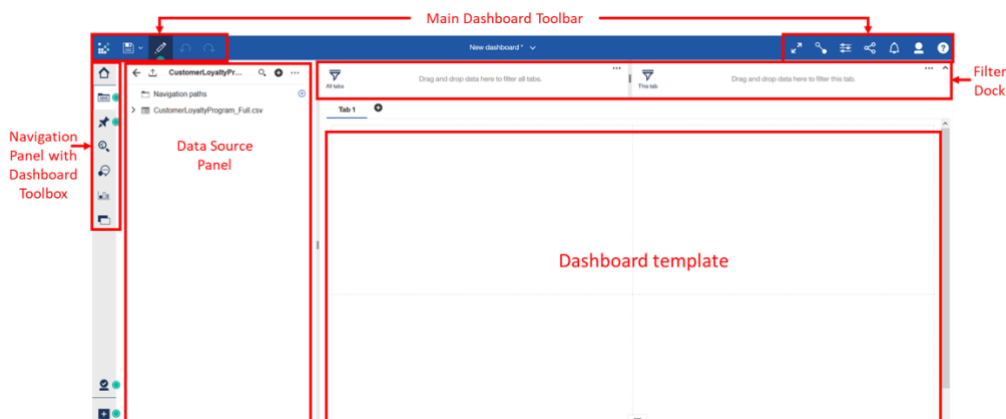 Main Dashboard Toolbar
New dashboard *
CustomerLoyaltyPr...
Navigation paths
CustomerLoyaltyProgram_Full.csv
All tabs
Drag and drop data here to filter all tabs.
This tab
Drag and drop data here to filter this tab.
Filter
Dock
Tab 1
Navigation
Panel with
Dashboard
Toolbox
Data Source
Panel
Dashboard template